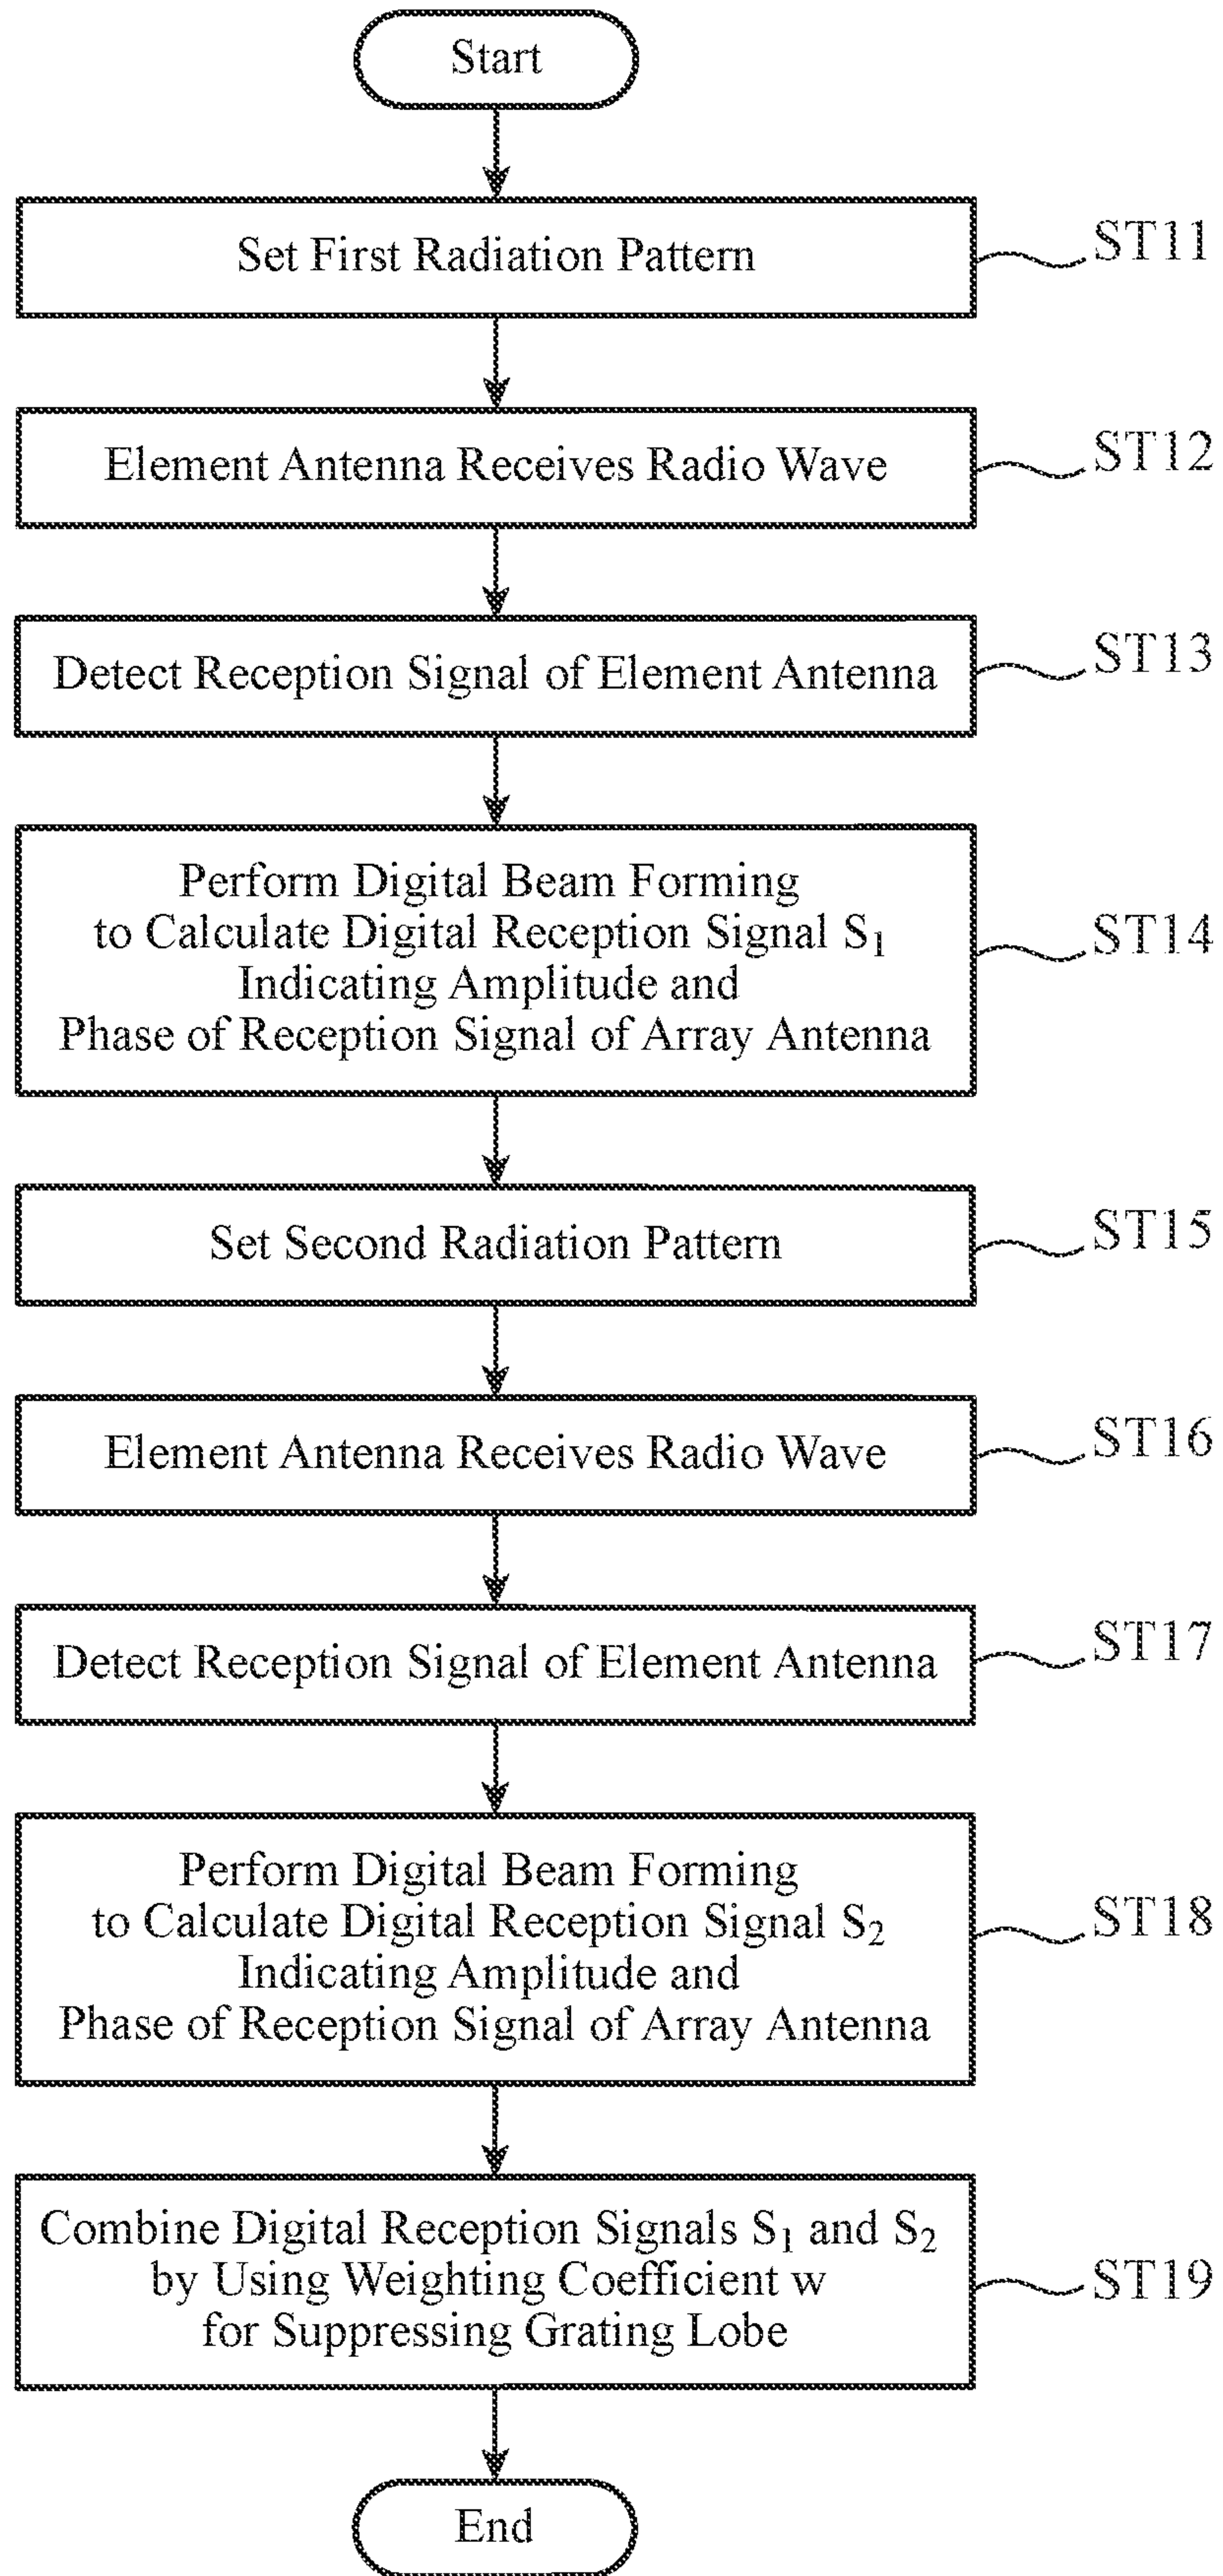 Start
Set First Radiation Pattern
ST11
Element Antenna Receives Radio Wave
ST12
Detect Reception Signal of Element Antenna
ST13
Perform Digital Beam Forming
to Calculate Digital Reception Signal S₁
Indicating Amplitude and
Phase of Reception Signal of Array Antenna
ST14
Set Second Radiation Pattern
ST15
Element Antenna Receives Radio Wave
ST16
Detect Reception Signal of Element Antenna
ST17
Perform Digital Beam Forming
to Calculate Digital Reception Signal S₂
Indicating Amplitude and
Phase of Reception Signal of Array Antenna
ST18
Combine Digital Reception Signals S₁ and S₂
by Using Weighting Coefficient w
for Suppressing Grating Lobe
ST19
End